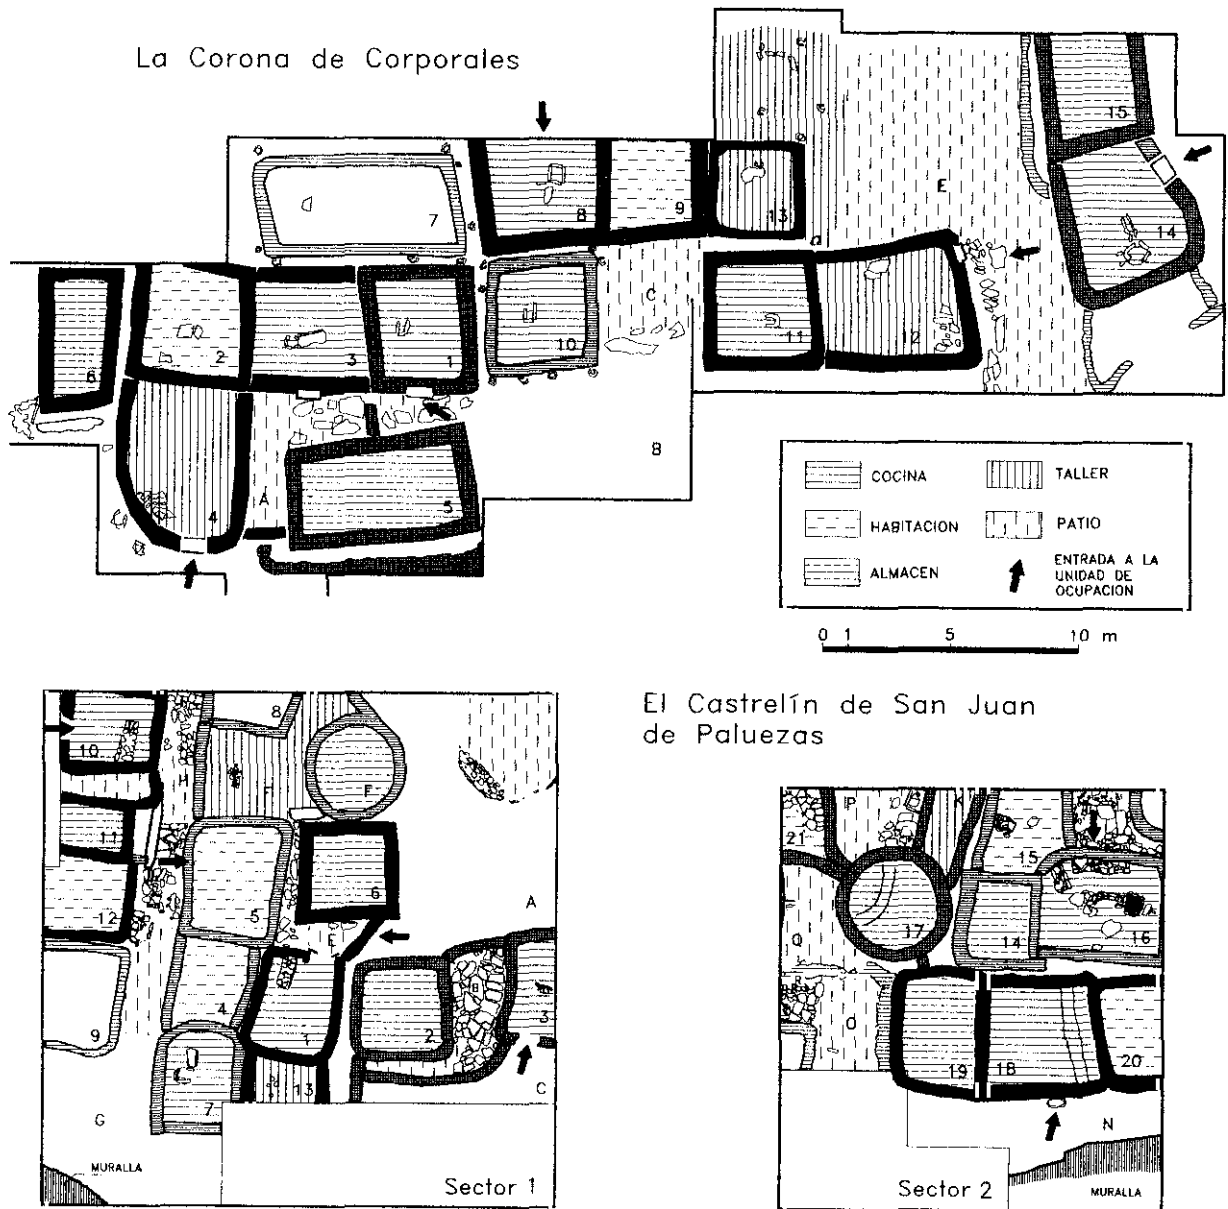 La Corona de Corporales
15
E
14
7
8
9
13
C
6
2
3
1
10
11
12
B
4
A
5
COCINA
TALLER
HABITACION
PATIO
ALMACEN
ENTRADA A LA
UNIDAD DE
OCUPACION
0 1 5 10 m
El Castrelín de San Juan
de Paluezas
8
10
H
F
F
11
6
12
5
A
E
9
4
1
2
B
3
7
13
C
G
MURALLA
Sector 1
P
K
21
15
Q
17
14
16
R
O
19
18
20
N
Sector 2
MURALLA